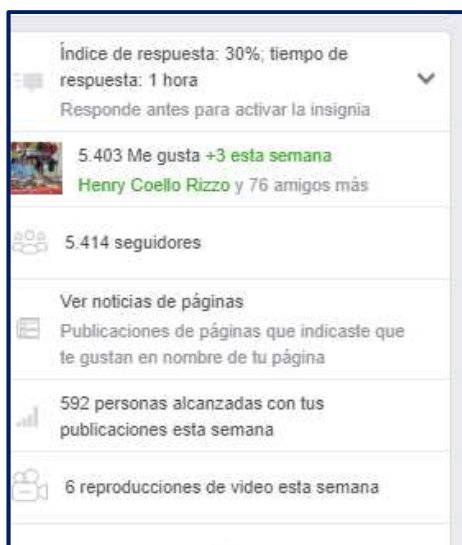 Índice de respuesta: 30%; tiempo de
respuesta: 1 hora
Responde antes para activar la insignia
5.403 Me gusta +3 esta semana
Henry Coello Rizzo y 76 amigos más
5.414 seguidores
Ver noticias de páginas
Publicaciones de páginas que indicaste que
te gustan en nombre de tu página
592 personas alcanzadas con tus
publicaciones esta semana
6 reproducciones de video esta semana